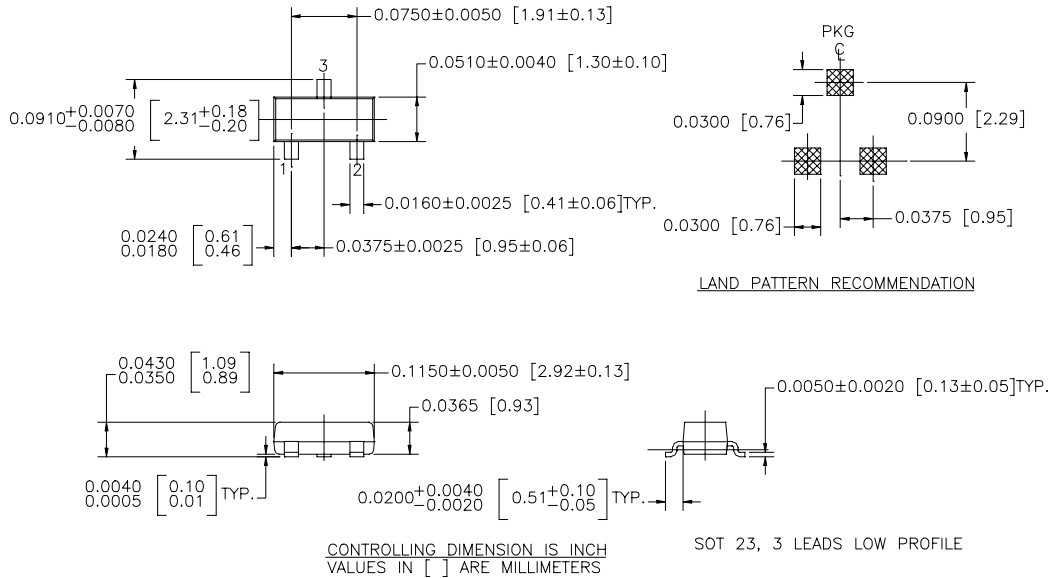 0.0750±0.0050 [1.91±0.13]
3
0.0510±0.0040 [1.30±0.10]
0.0910+0.0070 [2.31+0.18]
-0.0080 -0.20
1
2
0.0160±0.0025 [0.41±0.06]TYP.
0.0240 [0.61]
0.0180 [0.46]
0.0375±0.0025 [0.95±0.06]
PKG
CL
0.0300 [0.76]
0.0900 [2.29]
0.0300 [0.76]
0.0375 [0.95]
LAND PATTERN RECOMMENDATION
0.0430 [1.09]
0.0350 [0.89]
0.1150±0.0050 [2.92±0.13]
0.0365 [0.93]
0.0040 [0.10] TYP.
0.0005 [0.01]
0.0050±0.0020 [0.13±0.05]TYP.
0.0200+0.0040 [0.51+0.10] TYP.
-0.0020 -0.05
CONTROLLING DIMENSION IS INCH
VALUES IN [ ] ARE MILLIMETERS
SOT 23, 3 LEADS LOW PROFILE